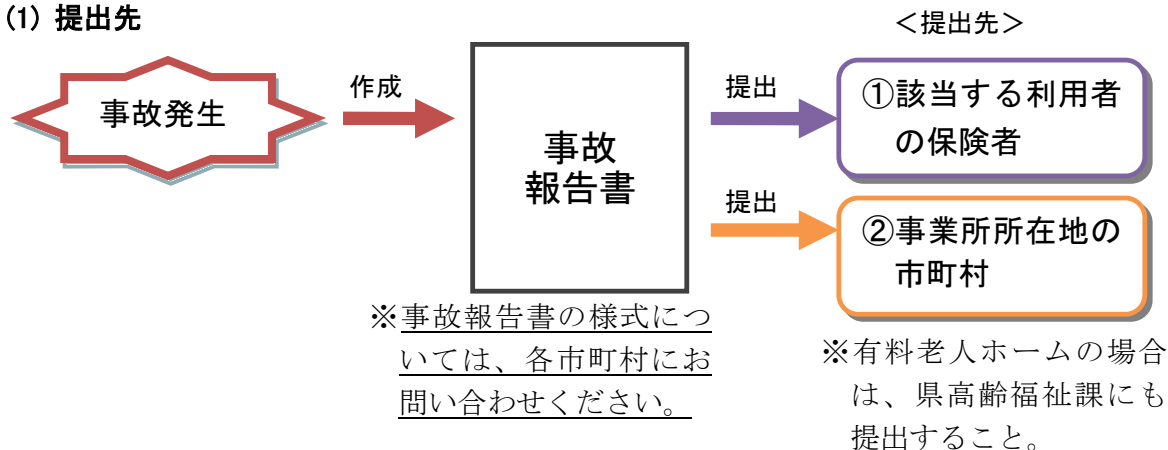 (1) 提出先
＜提出先＞
事故発生
作成
事故
報告書
提出
①該当する利用者
の保険者
提出
②事業所所在地の
市町村
※事故報告書の様式につ
いては、各市町村にお
問い合わせください。
※有料老人ホームの場合
は、県高齢福祉課にも
提出すること。